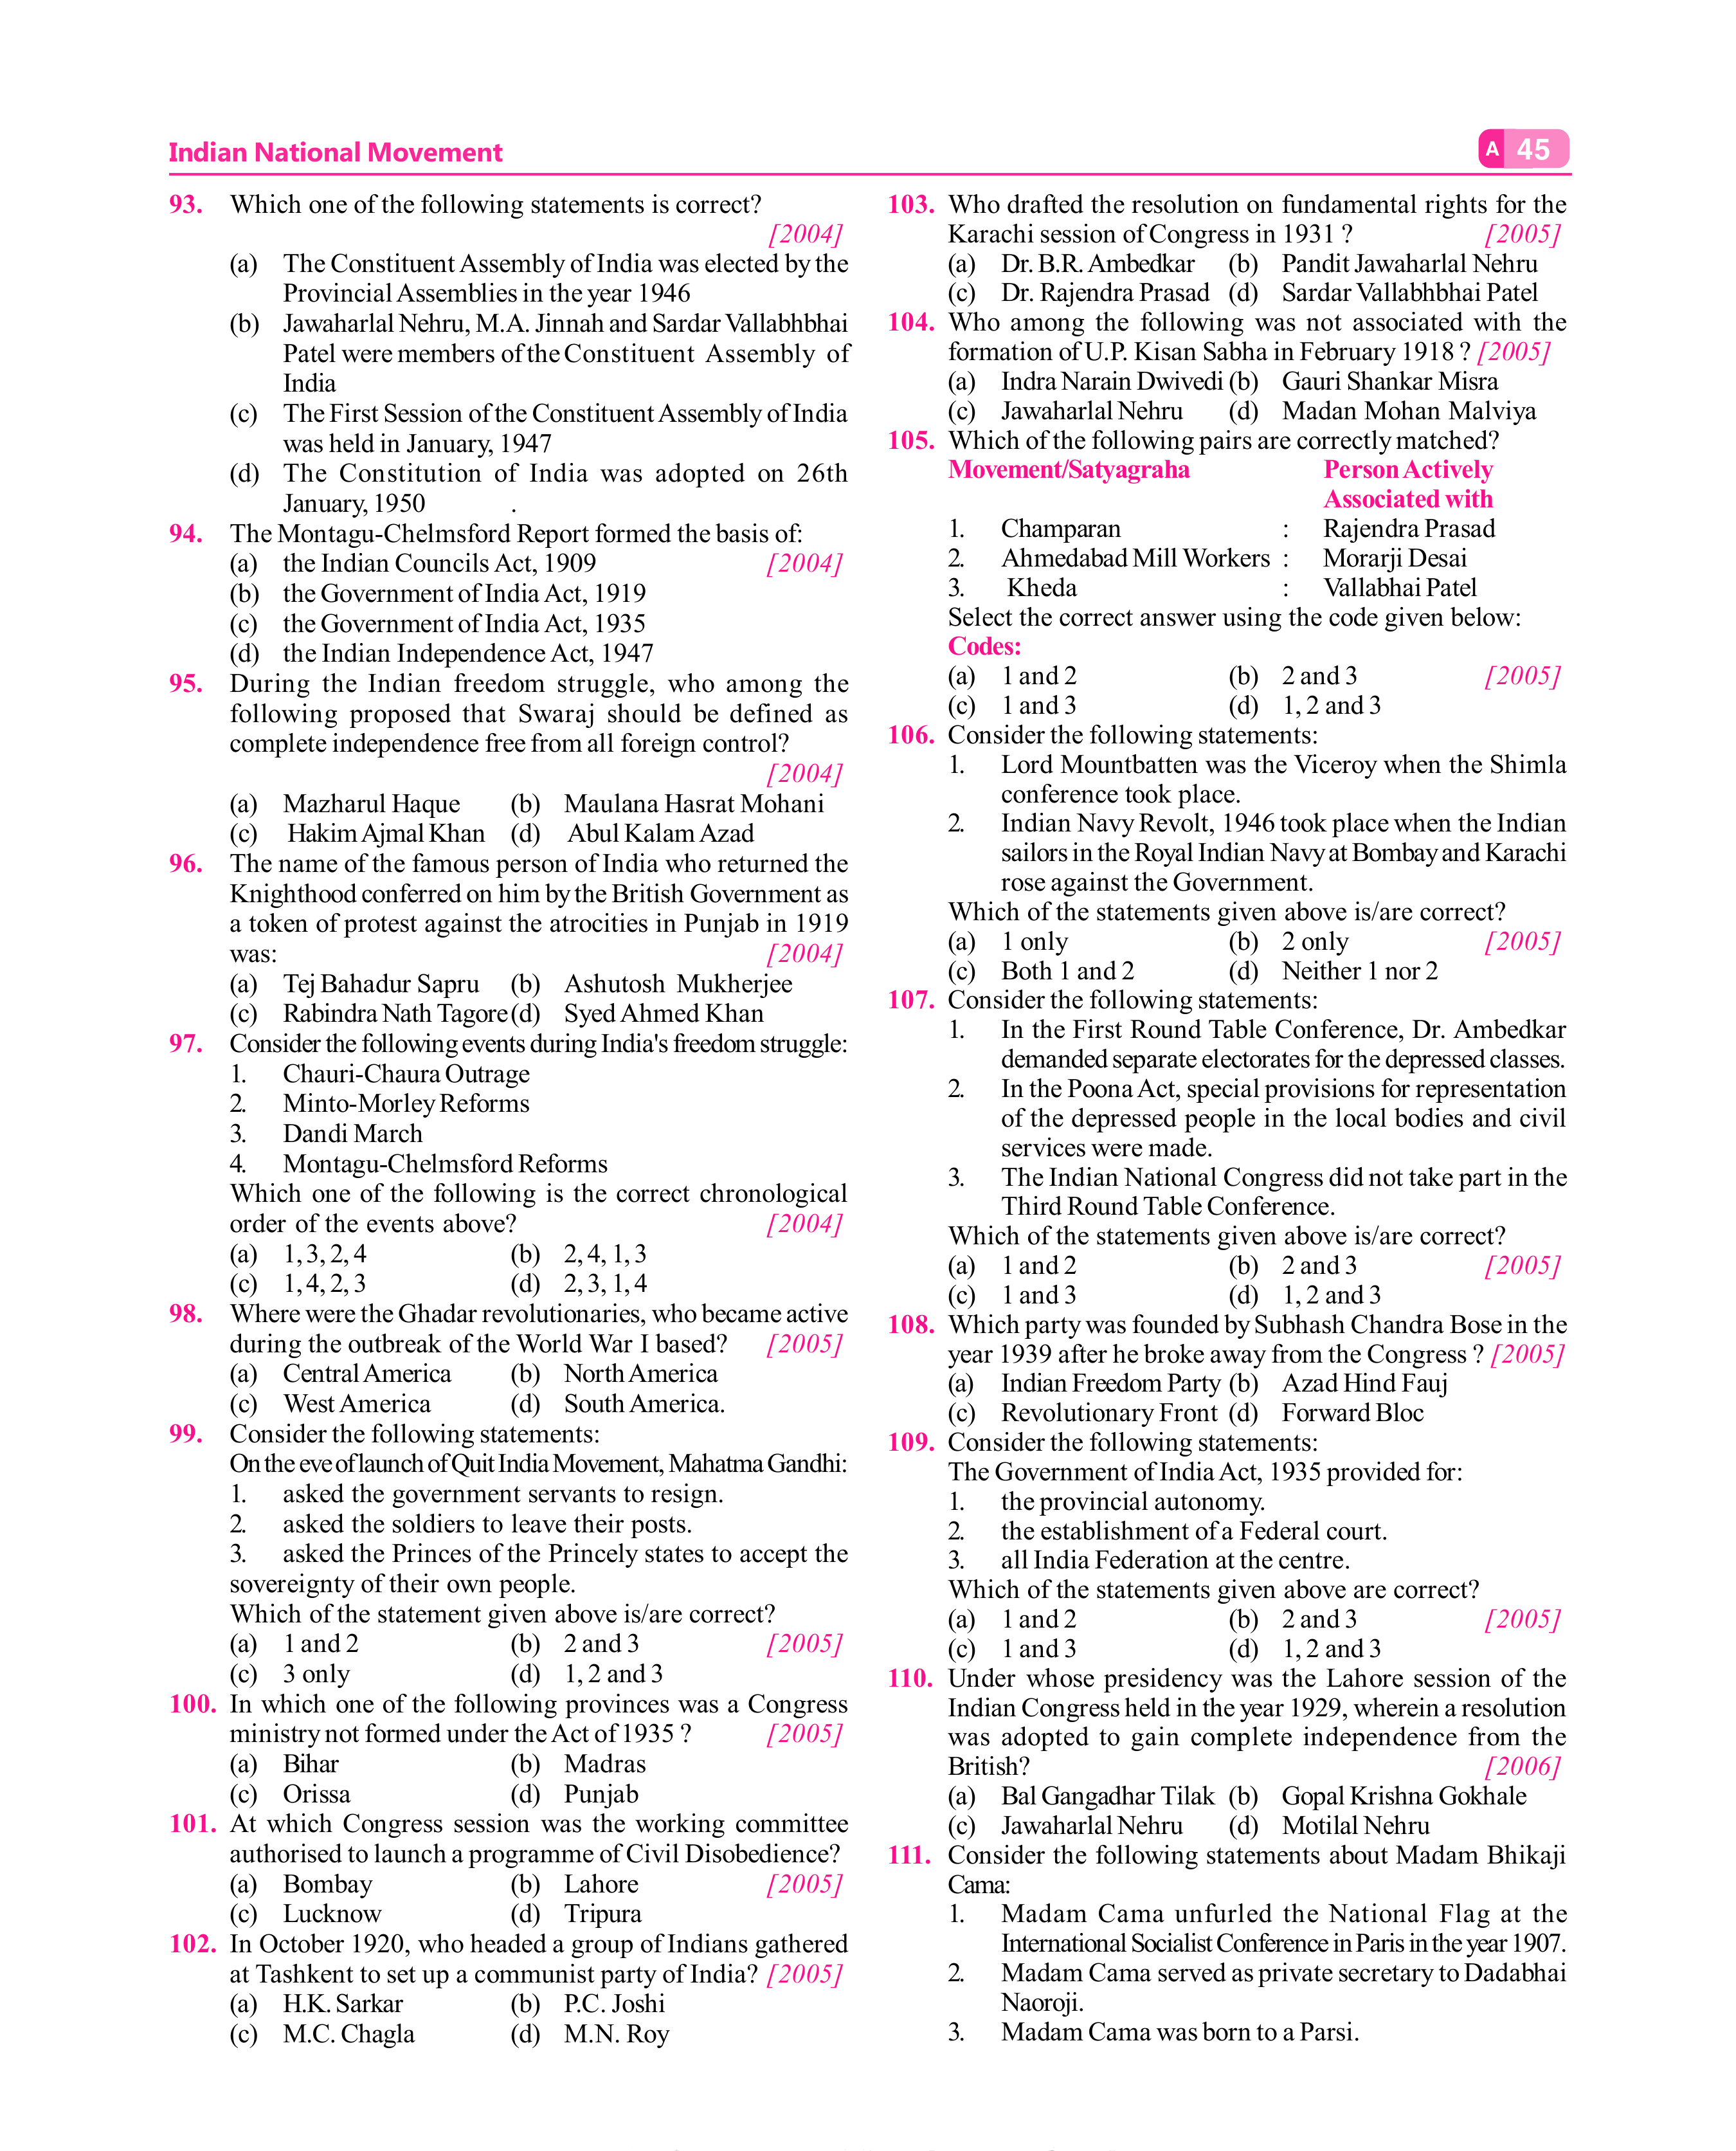 Indian National Movement
A 45
93. Which one of the following statements is correct?
[2004]
(a) The Constituent Assembly of India was elected by the
Provincial Assemblies in the year 1946
(b) Jawaharlal Nehru, M.A. Jinnah and Sardar Vallabhbhai
Patel were members of the Constituent Assembly of
India
(c) The First Session of the Constituent Assembly of India
was held in January, 1947
(d) The Constitution of India was adopted on 26th
January, 1950 .
94. The Montagu-Chelmsford Report formed the basis of:
(a) the Indian Councils Act, 1909 [2004]
(b) the Government of India Act, 1919
(c) the Government of India Act, 1935
(d) the Indian Independence Act, 1947
95. During the Indian freedom struggle, who among the
following proposed that Swaraj should be defined as
complete independence free from all foreign control?
[2004]
(a) Mazharul Haque (b) Maulana Hasrat Mohani
(c) Hakim Ajmal Khan (d) Abul Kalam Azad
96. The name of the famous person of India who returned the
Knighthood conferred on him by the British Government as
a token of protest against the atrocities in Punjab in 1919
was: [2004]
(a) Tej Bahadur Sapru (b) Ashutosh Mukherjee
(c) Rabindra Nath Tagore (d) Syed Ahmed Khan
97. Consider the following events during India's freedom struggle:
1. Chauri-Chaura Outrage
2. Minto-Morley Reforms
3. Dandi March
4. Montagu-Chelmsford Reforms
Which one of the following is the correct chronological
order of the events above? [2004]
(a) 1, 3, 2, 4 (b) 2, 4, 1, 3
(c) 1, 4, 2, 3 (d) 2, 3, 1, 4
98. Where were the Ghadar revolutionaries, who became active
during the outbreak of the World War I based? [2005]
(a) Central America (b) North America
(c) West America (d) South America.
99. Consider the following statements:
On the eve of launch of Quit India Movement, Mahatma Gandhi:
1. asked the government servants to resign.
2. asked the soldiers to leave their posts.
3. asked the Princes of the Princely states to accept the
sovereignty of their own people.
Which of the statement given above is/are correct?
(a) 1 and 2 (b) 2 and 3 [2005]
(c) 3 only (d) 1, 2 and 3
100. In which one of the following provinces was a Congress
ministry not formed under the Act of 1935 ? [2005]
(a) Bihar (b) Madras
(c) Orissa (d) Punjab
101. At which Congress session was the working committee
authorised to launch a programme of Civil Disobedience?
(a) Bombay (b) Lahore [2005]
(c) Lucknow (d) Tripura
102. In October 1920, who headed a group of Indians gathered
at Tashkent to set up a communist party of India? [2005]
(a) H.K. Sarkar (b) P.C. Joshi
(c) M.C. Chagla (d) M.N. Roy
103. Who drafted the resolution on fundamental rights for the
Karachi session of Congress in 1931 ? [2005]
(a) Dr. B.R. Ambedkar (b) Pandit Jawaharlal Nehru
(c) Dr. Rajendra Prasad (d) Sardar Vallabhbhai Patel
104. Who among the following was not associated with the
formation of U.P. Kisan Sabha in February 1918 ? [2005]
(a) Indra Narain Dwivedi (b) Gauri Shankar Misra
(c) Jawaharlal Nehru (d) Madan Mohan Malviya
105. Which of the following pairs are correctly matched?
Movement/Satyagraha Person Actively
Associated with
1. Champaran : Rajendra Prasad
2. Ahmedabad Mill Workers : Morarji Desai
3. Kheda : Vallabhai Patel
Select the correct answer using the code given below:
Codes:
(a) 1 and 2 (b) 2 and 3 [2005]
(c) 1 and 3 (d) 1, 2 and 3
106. Consider the following statements:
1. Lord Mountbatten was the Viceroy when the Shimla
conference took place.
2. Indian Navy Revolt, 1946 took place when the Indian
sailors in the Royal Indian Navy at Bombay and Karachi
rose against the Government.
Which of the statements given above is/are correct?
(a) 1 only (b) 2 only [2005]
(c) Both 1 and 2 (d) Neither 1 nor 2
107. Consider the following statements:
1. In the First Round Table Conference, Dr. Ambedkar
demanded separate electorates for the depressed classes.
2. In the Poona Act, special provisions for representation
of the depressed people in the local bodies and civil
services were made.
3. The Indian National Congress did not take part in the
Third Round Table Conference.
Which of the statements given above is/are correct?
(a) 1 and 2 (b) 2 and 3 [2005]
(c) 1 and 3 (d) 1, 2 and 3
108. Which party was founded by Subhash Chandra Bose in the
year 1939 after he broke away from the Congress ? [2005]
(a) Indian Freedom Party (b) Azad Hind Fauj
(c) Revolutionary Front (d) Forward Bloc
109. Consider the following statements:
The Government of India Act, 1935 provided for:
1. the provincial autonomy.
2. the establishment of a Federal court.
3. all India Federation at the centre.
Which of the statements given above are correct?
(a) 1 and 2 (b) 2 and 3 [2005]
(c) 1 and 3 (d) 1, 2 and 3
110. Under whose presidency was the Lahore session of the
Indian Congress held in the year 1929, wherein a resolution
was adopted to gain complete independence from the
British? [2006]
(a) Bal Gangadhar Tilak (b) Gopal Krishna Gokhale
(c) Jawaharlal Nehru (d) Motilal Nehru
111. Consider the following statements about Madam Bhikaji
Cama:
1. Madam Cama unfurled the National Flag at the
International Socialist Conference in Paris in the year 1907.
2. Madam Cama served as private secretary to Dadabhai
Naoroji.
3. Madam Cama was born to a Parsi.